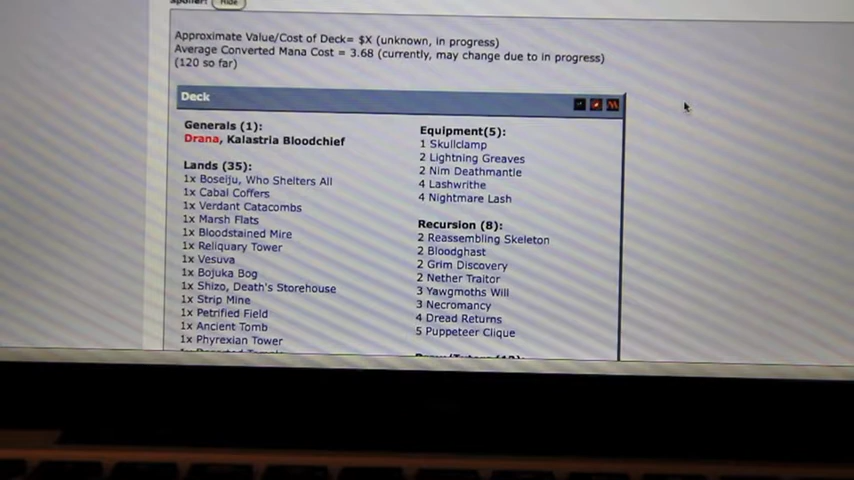 Spoiler: Hide
Approximate Value/Cost of Deck= $X (unknown, in progress)
Average Converted Mana Cost = 3.68 (currently, may change due to in progress)
(120 so far)
Deck
Generals (1):
Drana, Kalastria Bloodchief
Lands (35):
1x Boseiju, Who Shelters All
1x Cabal Coffers
1x Verdant Catacombs
1x Marsh Flats
1x Bloodstained Mire
1x Reliquary Tower
1x Vesuva
1x Bojuka Bog
1x Shizo, Death's Storehouse
1x Strip Mine
1x Petrified Field
1x Ancient Tomb
1x Phyrexian Tower
Equipment(5):
1 Skullclamp
2 Lightning Greaves
2 Nim Deathmantle
4 Lashwrithe
4 Nightmare Lash
Recursion (8):
2 Reassembling Skeleton
2 Bloodghast
2 Grim Discovery
2 Nether Traitor
3 Yawgmoths Will
3 Necromancy
4 Dread Returns
5 Puppeteer Clique